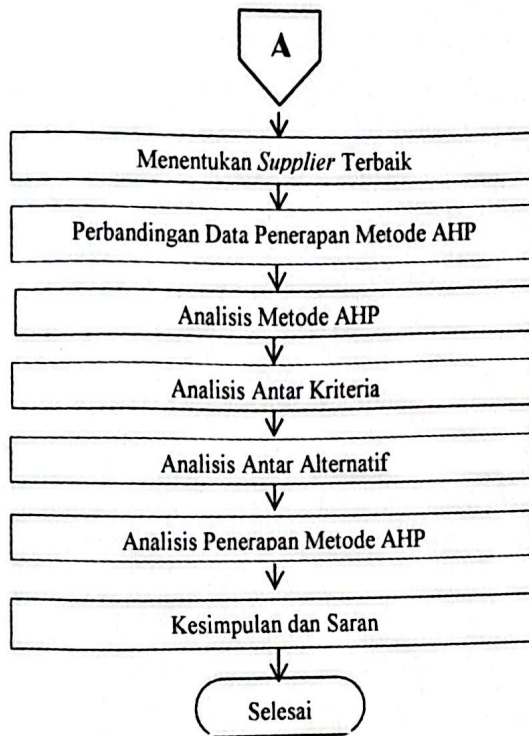 A
Menentukan Supplier Terbaik
Perbandingan Data Penerapan Metode AHP
Analisis Metode AHP
Analisis Antar Kriteria
Analisis Antar Alternatif
Analisis Penerapan Metode AHP
Kesimpulan dan Saran
Selesai